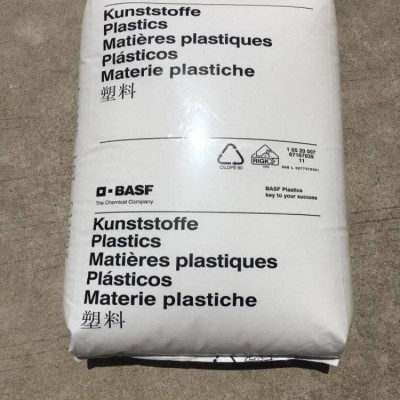 Kunststoffe
Plastics
Matières plastiques
Plásticos
Materie plastiche
塑料
RIGK
BASF
The Chemical Company
BASF Plastics
key to your success
Kunststoffe
Plastics
Matières plastiques
Plásticos
Materie plastiche
塑料